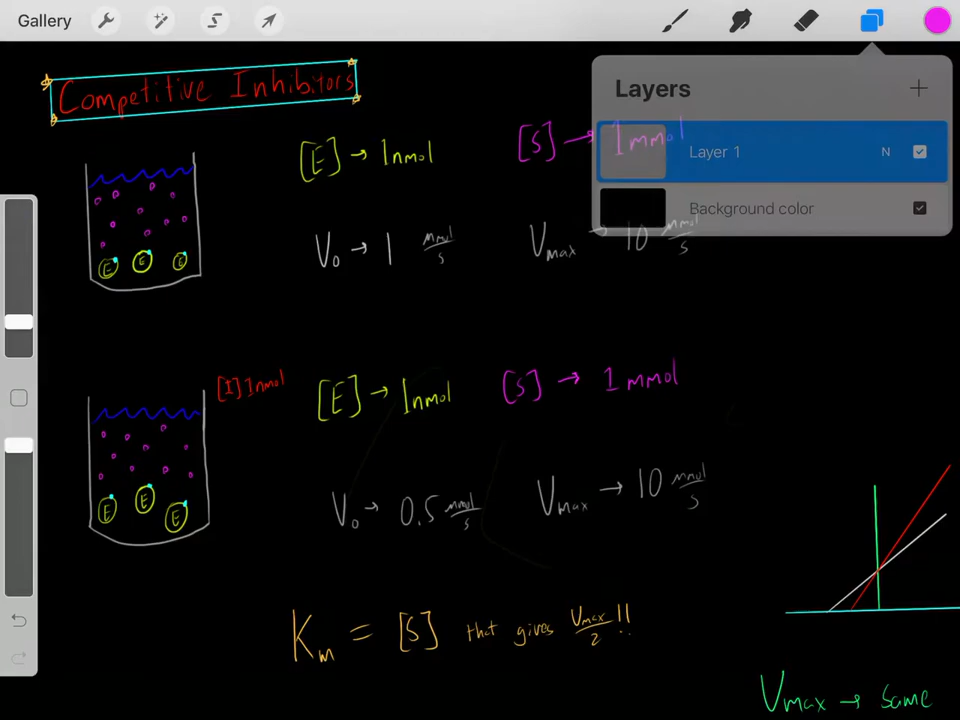 Gallery
Layers
Layer 1
N
Background color
Competitive Inhibitors
[E] → 1nmol
[S] → 1mmol
V₀ → 1 mmol/s
Vmax → 10 mmol/s
E
E
E
[I] 1nmol
[E] → 1nmol
[S] → 1mmol
V₀ → 0.5 mmol/s
Vmax → 10 mmol/s
E
E
E
Km = [S] that gives Vmax/2 !!
Vmax → same